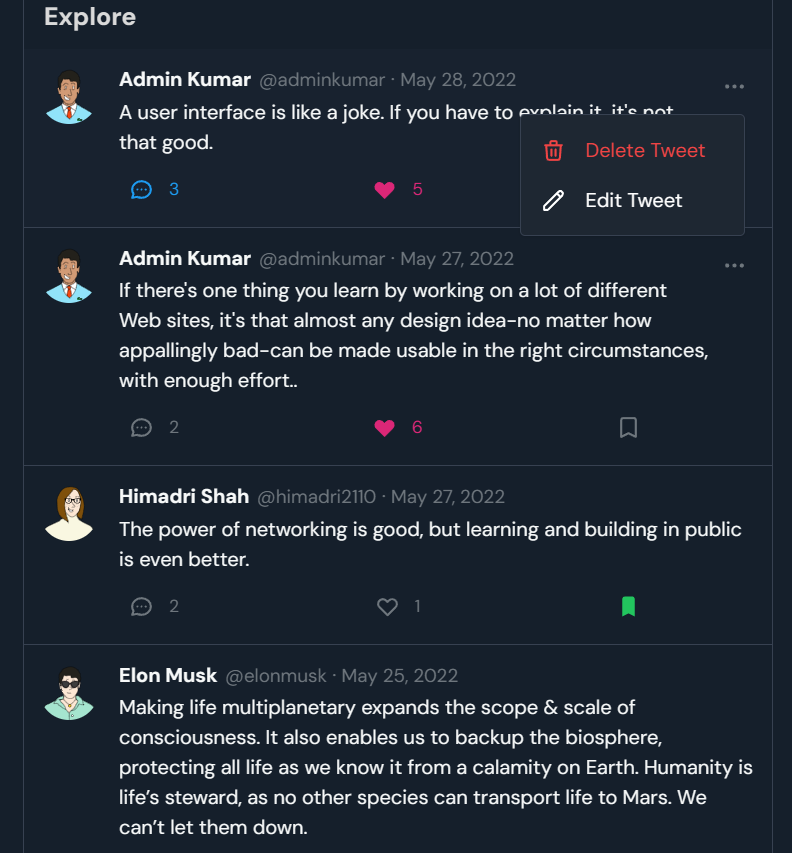 Explore
Admin Kumar @adminkumar · May 28, 2022
A user interface is like a joke. If you have to explain it, it's not
that good.
Delete Tweet
3 5
Edit Tweet
Admin Kumar @adminkumar · May 27, 2022
If there's one thing you learn by working on a lot of different
Web sites, it's that almost any design idea–no matter how
appallingly bad–can be made usable in the right circumstances,
with enough effort..
2 6
Himadri Shah @himadri2110 · May 27, 2022
The power of networking is good, but learning and building in public
is even better.
2 1
Elon Musk @elonmusk · May 25, 2022
Making life multiplanetary expands the scope & scale of
consciousness. It also enables us to backup the biosphere,
protecting all life as we know it from a calamity on Earth. Humanity is
life’s steward, as no other species can transport life to Mars. We
can’t let them down.